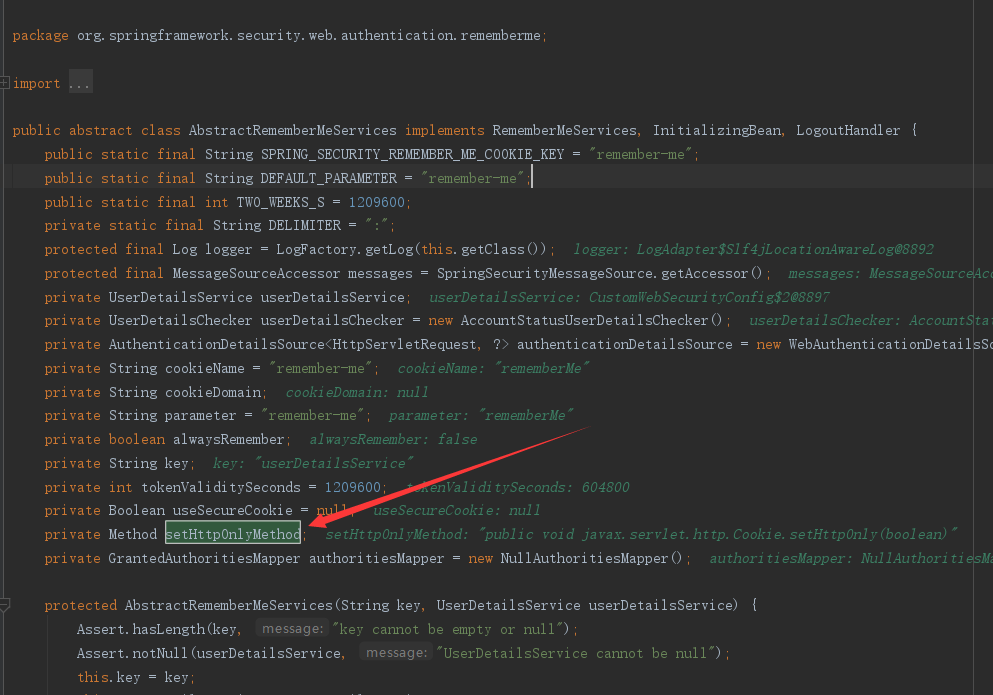 package org.springframework.security.web.authentication.rememberme;
import ...
public abstract class AbstractRememberMeServices implements RememberMeServices, InitializingBean, LogoutHandler {
public static final String SPRING_SECURITY_REMEMBER_ME_COOKIE_KEY = "remember-me";
public static final String DEFAULT_PARAMETER = "remember-me";
public static final int TWO_WEEKS_S = 1209600;
private static final String DELIMITER = ":";
protected final Log logger = LogFactory.getLog(this.getClass()); logger: LogAdapter$Slf4jLocationAwareLog@8892
protected final MessageSourceAccessor messages = SpringSecurityMessageSource.getAccessor(); messages: MessageSourceAcc
private UserDetailsService userDetailsService; userDetailsService: CustomWebSecurityConfig$2@8897
private UserDetailsChecker userDetailsChecker = new AccountStatusUserDetailsChecker(); userDetailsChecker: AccountStat
private AuthenticationDetailsSource<HttpServletRequest, ?> authenticationDetailsSource = new WebAuthenticationDetailsSo
private String cookieName = "remember-me"; cookieName: "rememberMe"
private String cookieDomain; cookieDomain: null
private String parameter = "remember-me"; parameter: "rememberMe"
private boolean alwaysRemember; alwaysRemember: false
private String key; key: "userDetailsService"
private int tokenValiditySeconds = 1209600; tokenValiditySeconds: 604800
private Boolean useSecureCookie = null; useSecureCookie: null
private Method setHttpOnlyMethod; setHttpOnlyMethod: "public void javax.servlet.http.Cookie.setHttpOnly(boolean)"
private GrantedAuthoritiesMapper authoritiesMapper = new NullAuthoritiesMapper(); authoritiesMapper: NullAuthoritiesMa
protected AbstractRememberMeServices(String key, UserDetailsService userDetailsService) {
Assert.hasLength(key, message: "key cannot be empty or null");
Assert.notNull(userDetailsService, message: "UserDetailsService cannot be null");
this.key = key;